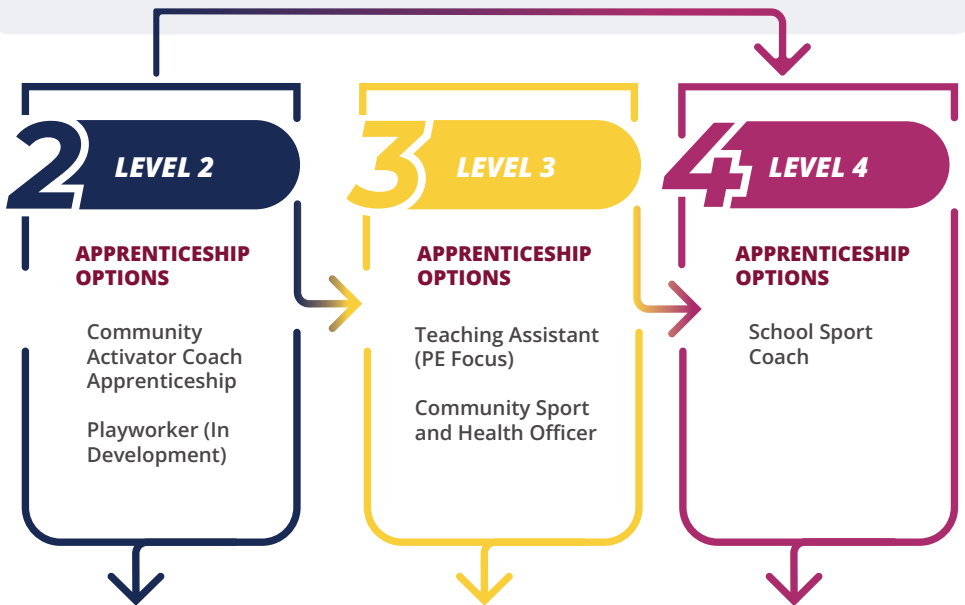 2 LEVEL 2
APPRENTICESHIP
OPTIONS
Community
Activator Coach
Apprenticeship
Playworker (In
Development)
3 LEVEL 3
APPRENTICESHIP
OPTIONS
Teaching Assistant
(PE Focus)
Community Sport
and Health Officer
4 LEVEL 4
APPRENTICESHIP
OPTIONS
School Sport
Coach